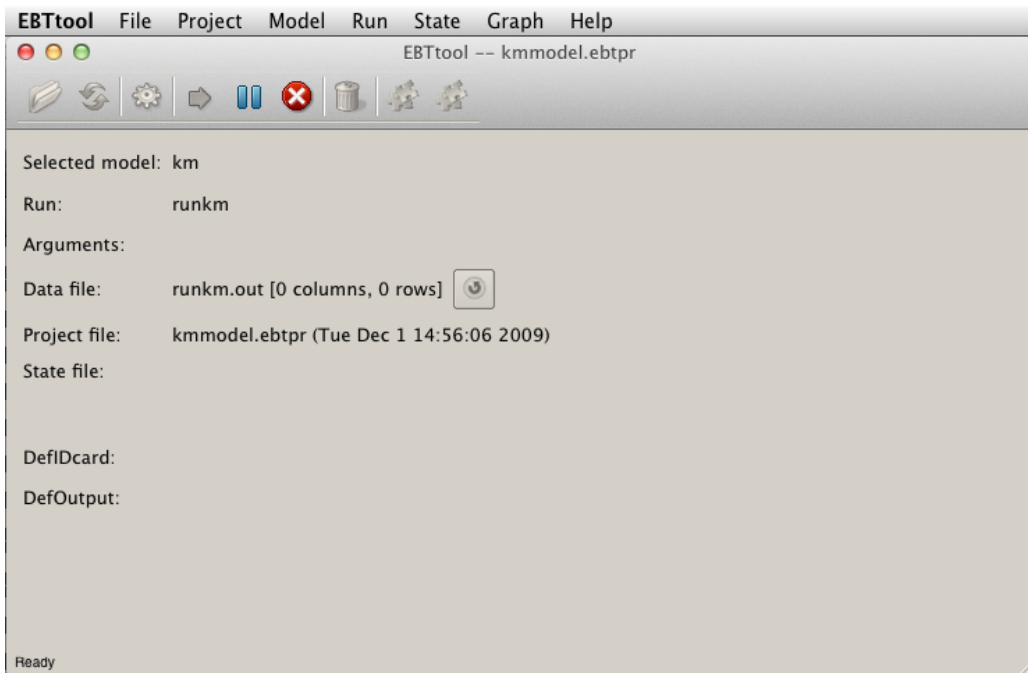 EBTtool File Project Model Run State Graph Help
EBTtool -- kmmodel.ebtpr
Selected model: km
Run: runkm
Arguments:
Data file: runkm.out [0 columns, 0 rows]
Project file: kmmodel.ebtpr (Tue Dec 1 14:56:06 2009)
State file:
DefIDcard:
DefOutput:
Ready